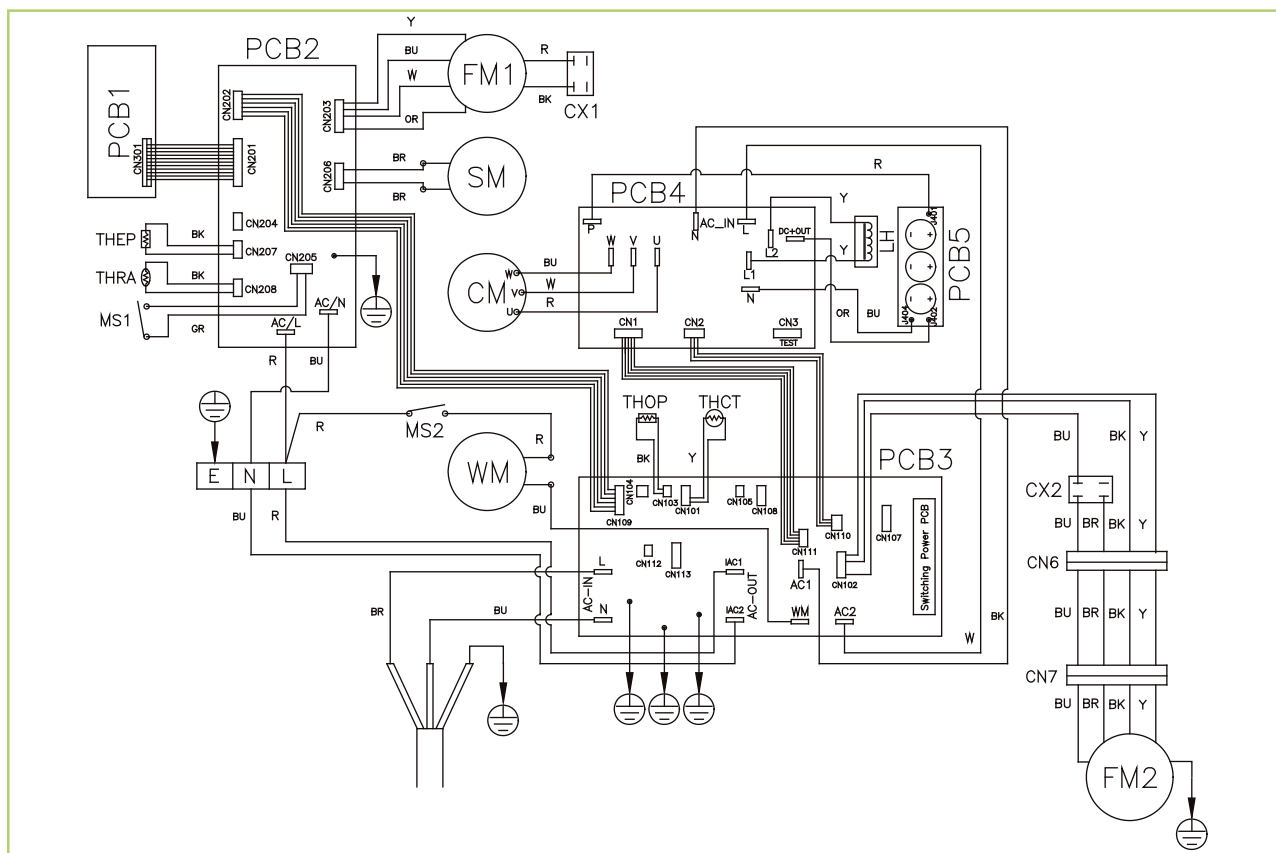 PCB1
CN301
PCB2
CN202
CN201
CN203
CN206
CN204
CN207
CN205
CN208
AC/L
AC/N
Y
BU
W
OR
FM1
R
BK
CX1
BR
SM
BR
THEP
BK
THRA
BK
MS1
GR
R
BU
E
N
L
R
MS2
BU
R
WM
R
BU
CM
W
V
U
BU
W
R
PCB4
P
W
V
U
AC_IN
N
L
L2
DC+OUT
L1
N
CN1
CN2
CN3
TEST
R
Y
Y
LH
OR
BU
PCB5
J401
J404
J402
- +
- +
- +
THOP
THCT
BK
Y
PCB3
CN104
CN109
CN103
CN101
CN105
CN108
CN111
CN110
CN107
CN112
CN113
CN102
L
AC-IN
N
IAC1
AC-OUT
IAC2
AC1
WM
AC2
Switching Power PCB
BR
BU
W
BK
BU
BK
Y
CX2
BU
BR
BK
Y
CN6
BU
BR
BK
Y
CN7
BU
BR
BK
Y
FM2